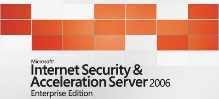 Microsoft
Internet Security &
Acceleration Server 2006
Enterprise Edition